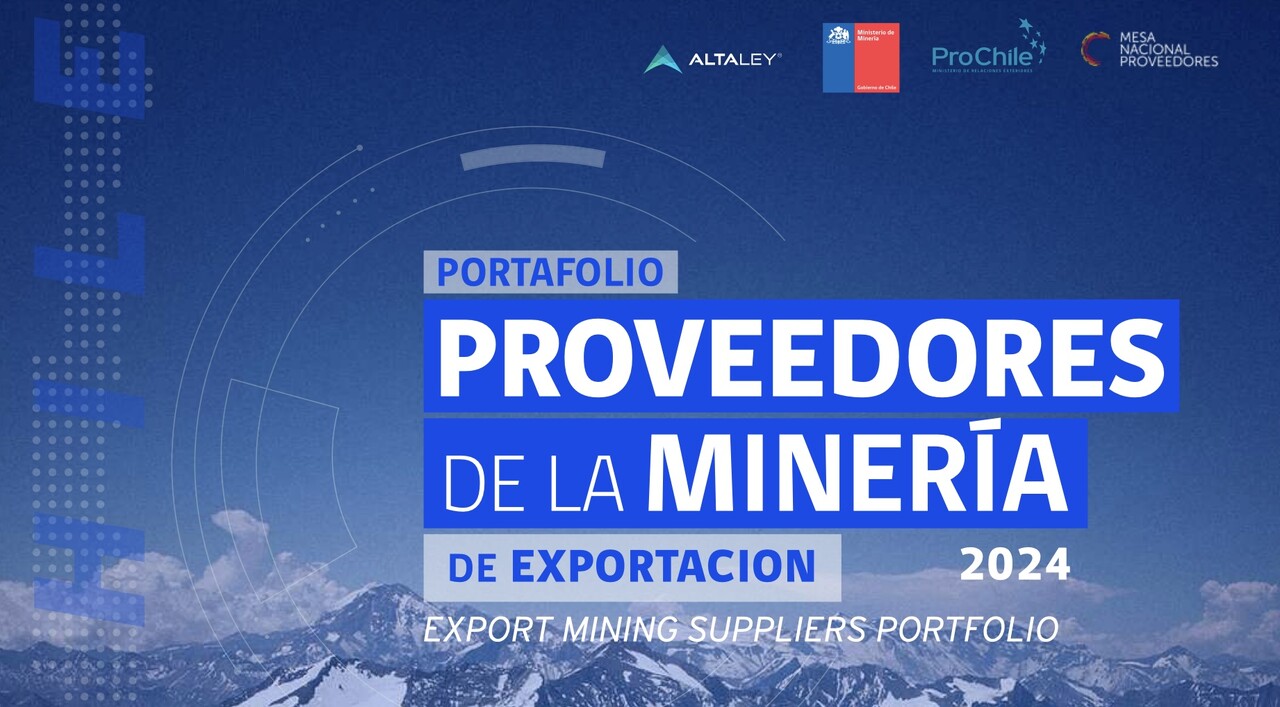 ALTALEY®
Ministerio de
Minería
Gobierno de Chile
ProChile
MINISTERIO DE RELACIONES EXTERIORES
MESA
NACIONAL
PROVEEDORES
PORTAFOLIO
PROVEEDORES
DE LA MINERÍA
DE EXPORTACION
2024
EXPORT MINING SUPPLIERS PORTFOLIO